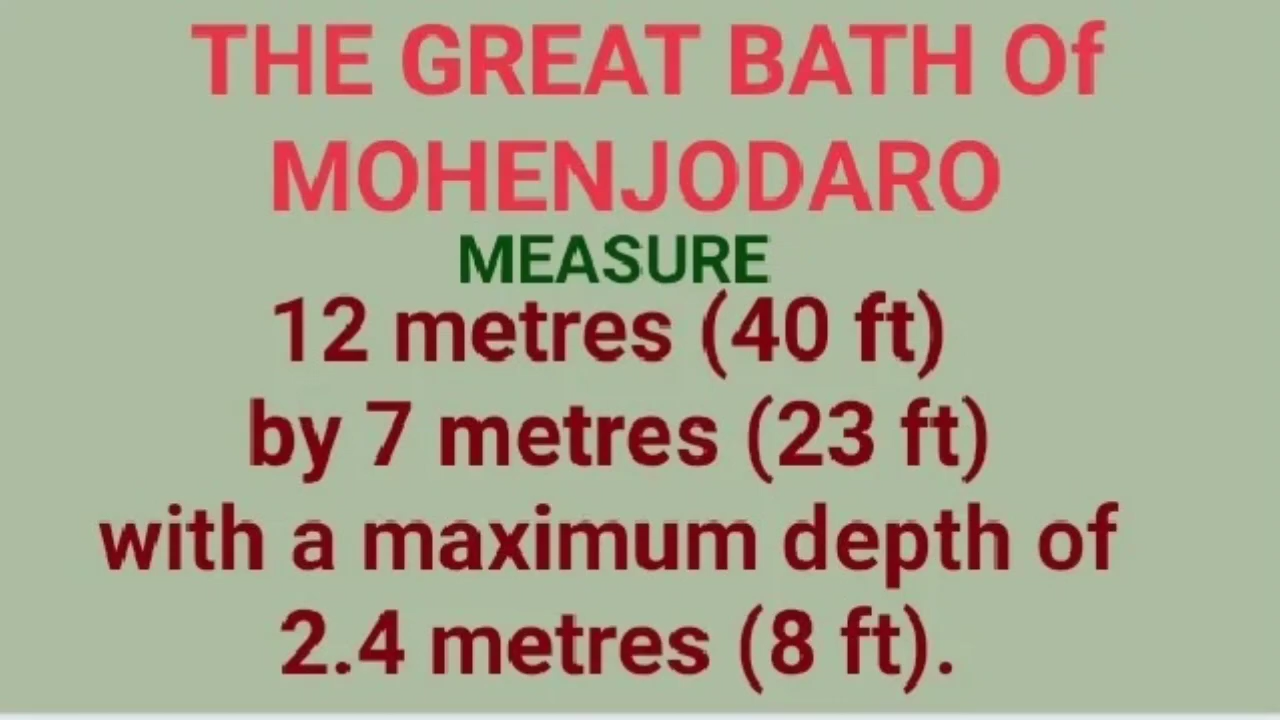 THE GREAT BATH Of
MOHENJODARO
MEASURE
12 metres (40 ft)
by 7 metres (23 ft)
with a maximum depth of
2.4 metres (8 ft).